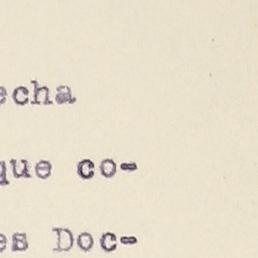 echa
que co-
es Doc-